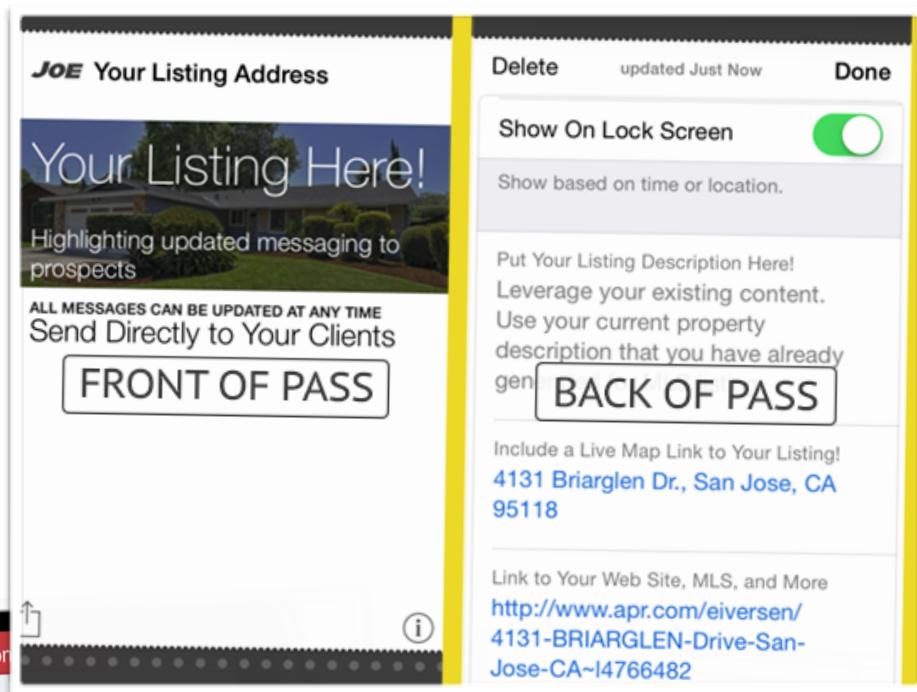 JOE Your Listing Address
Your Listing Here!
Highlighting updated messaging to
prospects
ALL MESSAGES CAN BE UPDATED AT ANY TIME
Send Directly to Your Clients
FRONT OF PASS
Delete updated Just Now Done
Show On Lock Screen
Show based on time or location.
Put Your Listing Description Here!
Leverage your existing content.
Use your current property
description that you have already
BACK OF PASS
Include a Live Map Link to Your Listing!
4131 Briarglen Dr., San Jose, CA
95118
Link to Your Web Site, MLS, and More
http://www.apr.com/eiversen/
4131-BRIARGLEN-Drive-San-
Jose-CA~l4766482